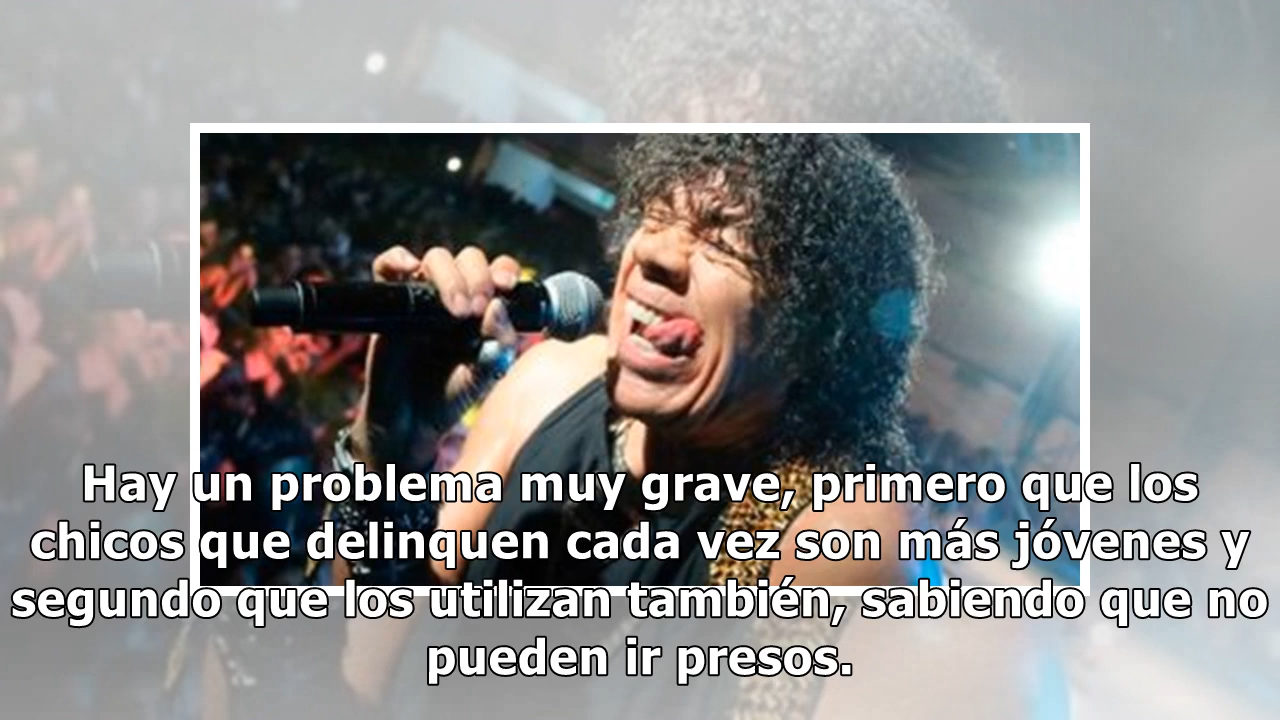 Hay un problema muy grave, primero que los
chicos que delinquen cada vez son más jóvenes y
segundo que los utilizan también, sabiendo que no
pueden ir presos.